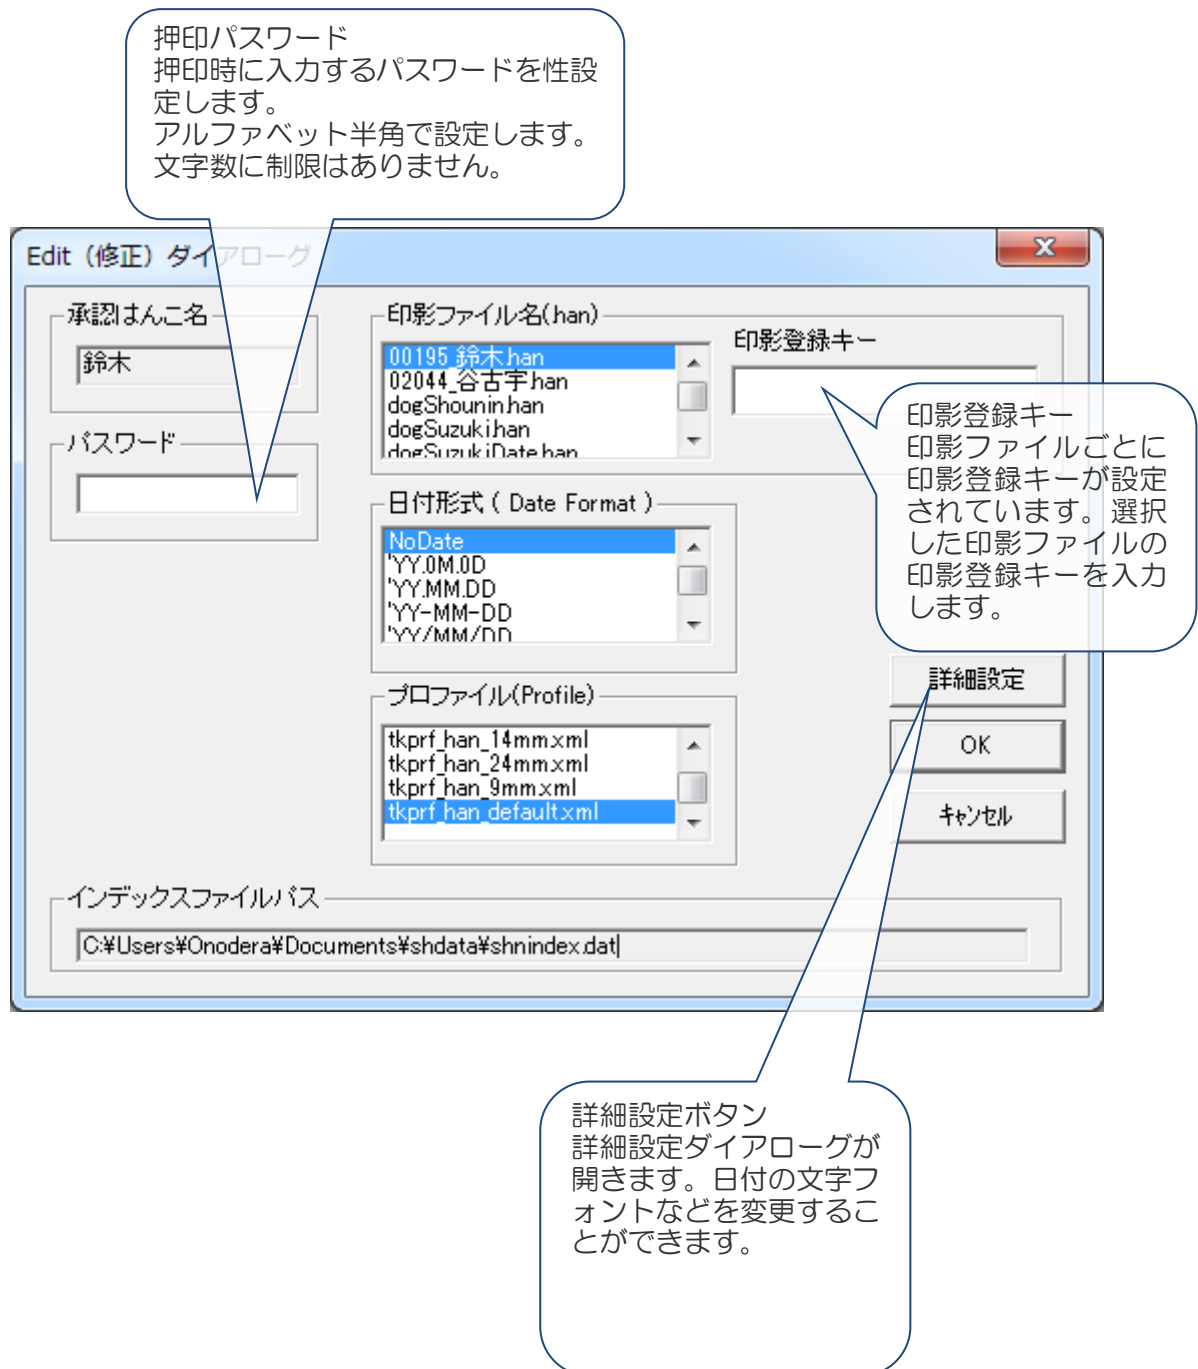 押印パスワード
押印時に入力するパスワードを性設
定します。
アルファベット半角で設定します。
文字数に制限はありません。
Edit（修正）ダイアローグ
承認はんこ名
鈴木
パスワード
印影ファイル名(han)
00195_鈴木.han
02044_谷古宇.han
dogShounin.han
dogSuzuki.han
dogSuzukiDate.han
印影登録キー
印影登録キー
印影ファイルごとに
印影登録キーが設定
されています。選択
した印影ファイルの
印影登録キーを入力
します。
日付形式 ( Date Format )
NoDate
'YY.0M.0D
'YY.MM.DD
'YY-MM-DD
'YY/MM/DD
プロファイル(Profile)
tkprf_han_14mm.xml
tkprf_han_24mm.xml
tkprf_han_9mm.xml
tkprf_han_default.xml
詳細設定
OK
キャンセル
インデックスファイルパス
C:¥Users¥Onodera¥Documents¥shdata¥shnindex.dat
詳細設定ボタン
詳細設定ダイアローグが
開きます。日付の文字フ
ォントなどを変更するこ
とができます。